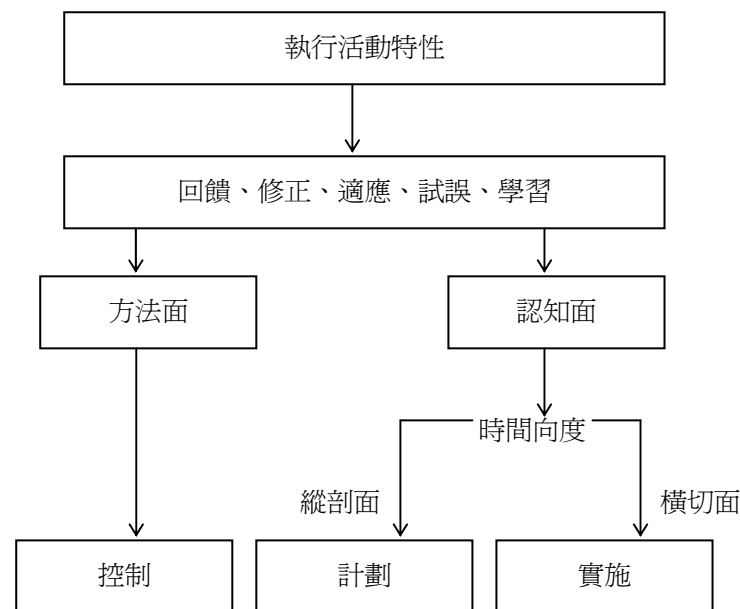 執行活動特性
回饋、修正、適應、試誤、學習
方法面
認知面
時間向度
縱剖面
橫切面
控制
計劃
實施